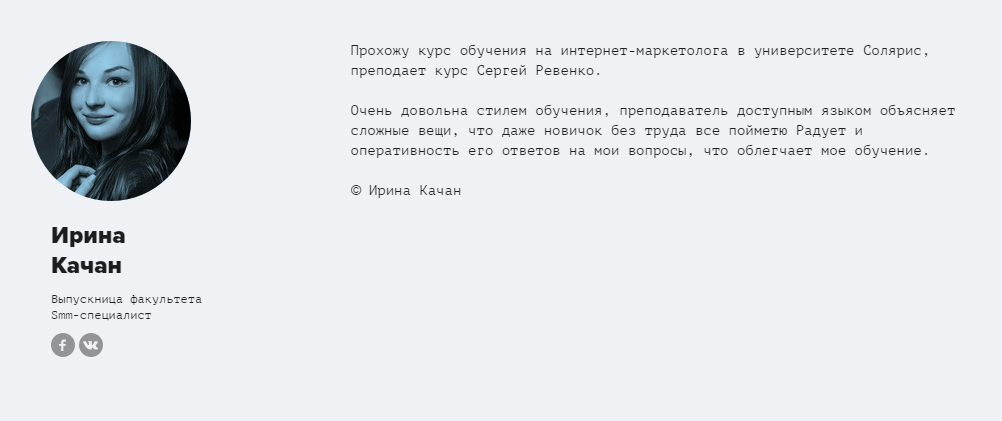 Прохожу курс обучения на интернет-маркетолога в университете Солярис,
преподает курс Сергей Ревенко.
Очень довольна стилем обучения, преподаватель доступным языком объясняет
сложные вещи, что даже новичок без труда все пойметю Радует и
оперативность его ответов на мои вопросы, что облегчает мое обучение.
© Ирина Качан
Ирина
Качан
Выпускница факультета
Smm-специалист